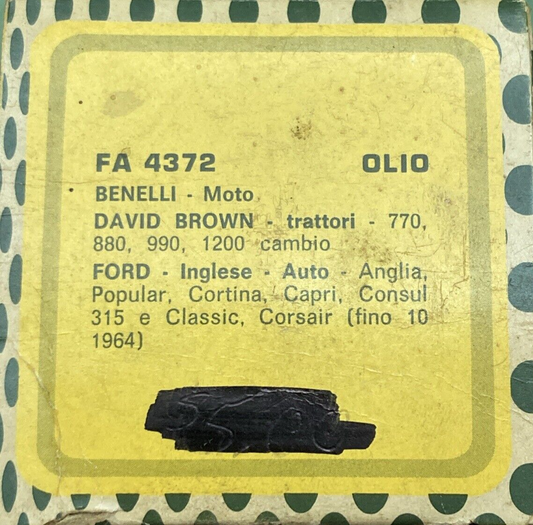 FA 4372 OLIO
BENELLI - Moto
DAVID BROWN - trattori - 770,
880, 990, 1200 cambio
FORD - Inglese - Auto - Anglia,
Popular, Cortina, Capri, Consul
315 e Classic, Corsair (fino 10
1964)